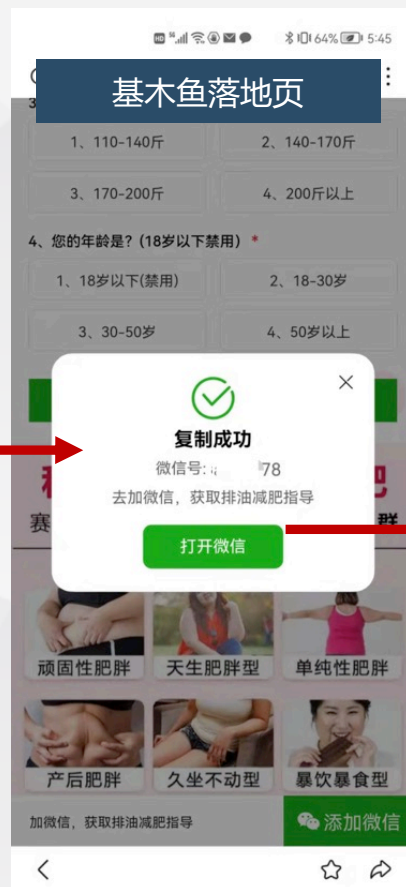 HD 64% 5:45
基木鱼落地页
1、110-140斤 2、140-170斤
3、170-200斤 4、200斤以上
4、您的年龄是?(18岁以下禁用) *
1、18岁以下(禁用) 2、18-30岁
3、30-50岁 4、50岁以上
复制成功
微信号: 78
去加微信，获取排油减肥指导
打开微信
赛 群
顽固性肥胖 天生肥胖型 单纯性肥胖
产后肥胖 久坐不动型 暴饮暴食型
加微信，获取排油减肥指导 添加微信